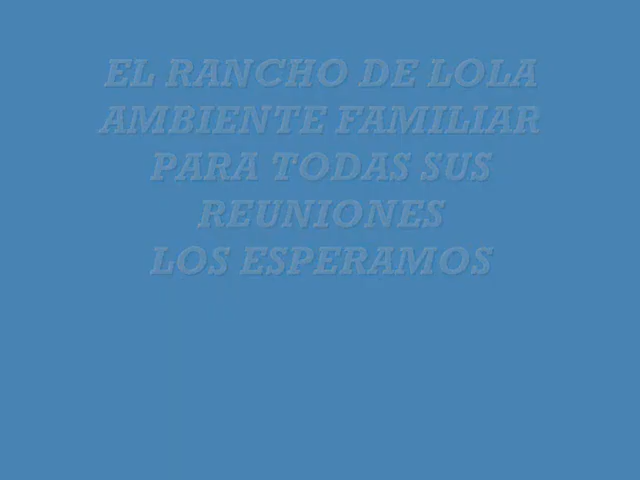 EL RANCHO DE LOLA
AMBIENTE FAMILIAR
PARA TODAS SUS
REUNIONES
LOS ESPERAMOS